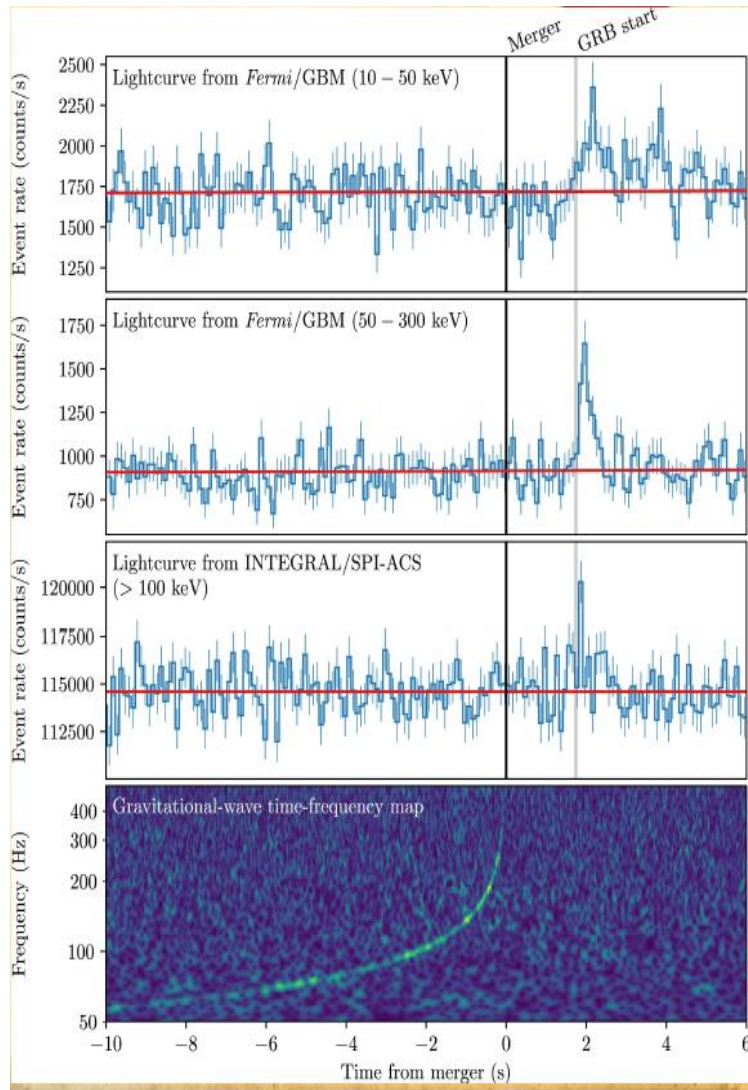 Merger
GRB start
Lightcurve from Fermi/GBM (10 − 50 keV)
Event rate (counts/s)
2500
2250
2000
1750
1500
1250
Lightcurve from Fermi/GBM (50 − 300 keV)
Event rate (counts/s)
1750
1500
1250
1000
750
Lightcurve from INTEGRAL/SPI-ACS
(> 100 keV)
Event rate (counts/s)
120000
117500
115000
112500
Gravitational-wave time-frequency map
Frequency (Hz)
400
300
200
100
50
−10 −8 −6 −4 −2 0 2 4 6
Time from merger (s)